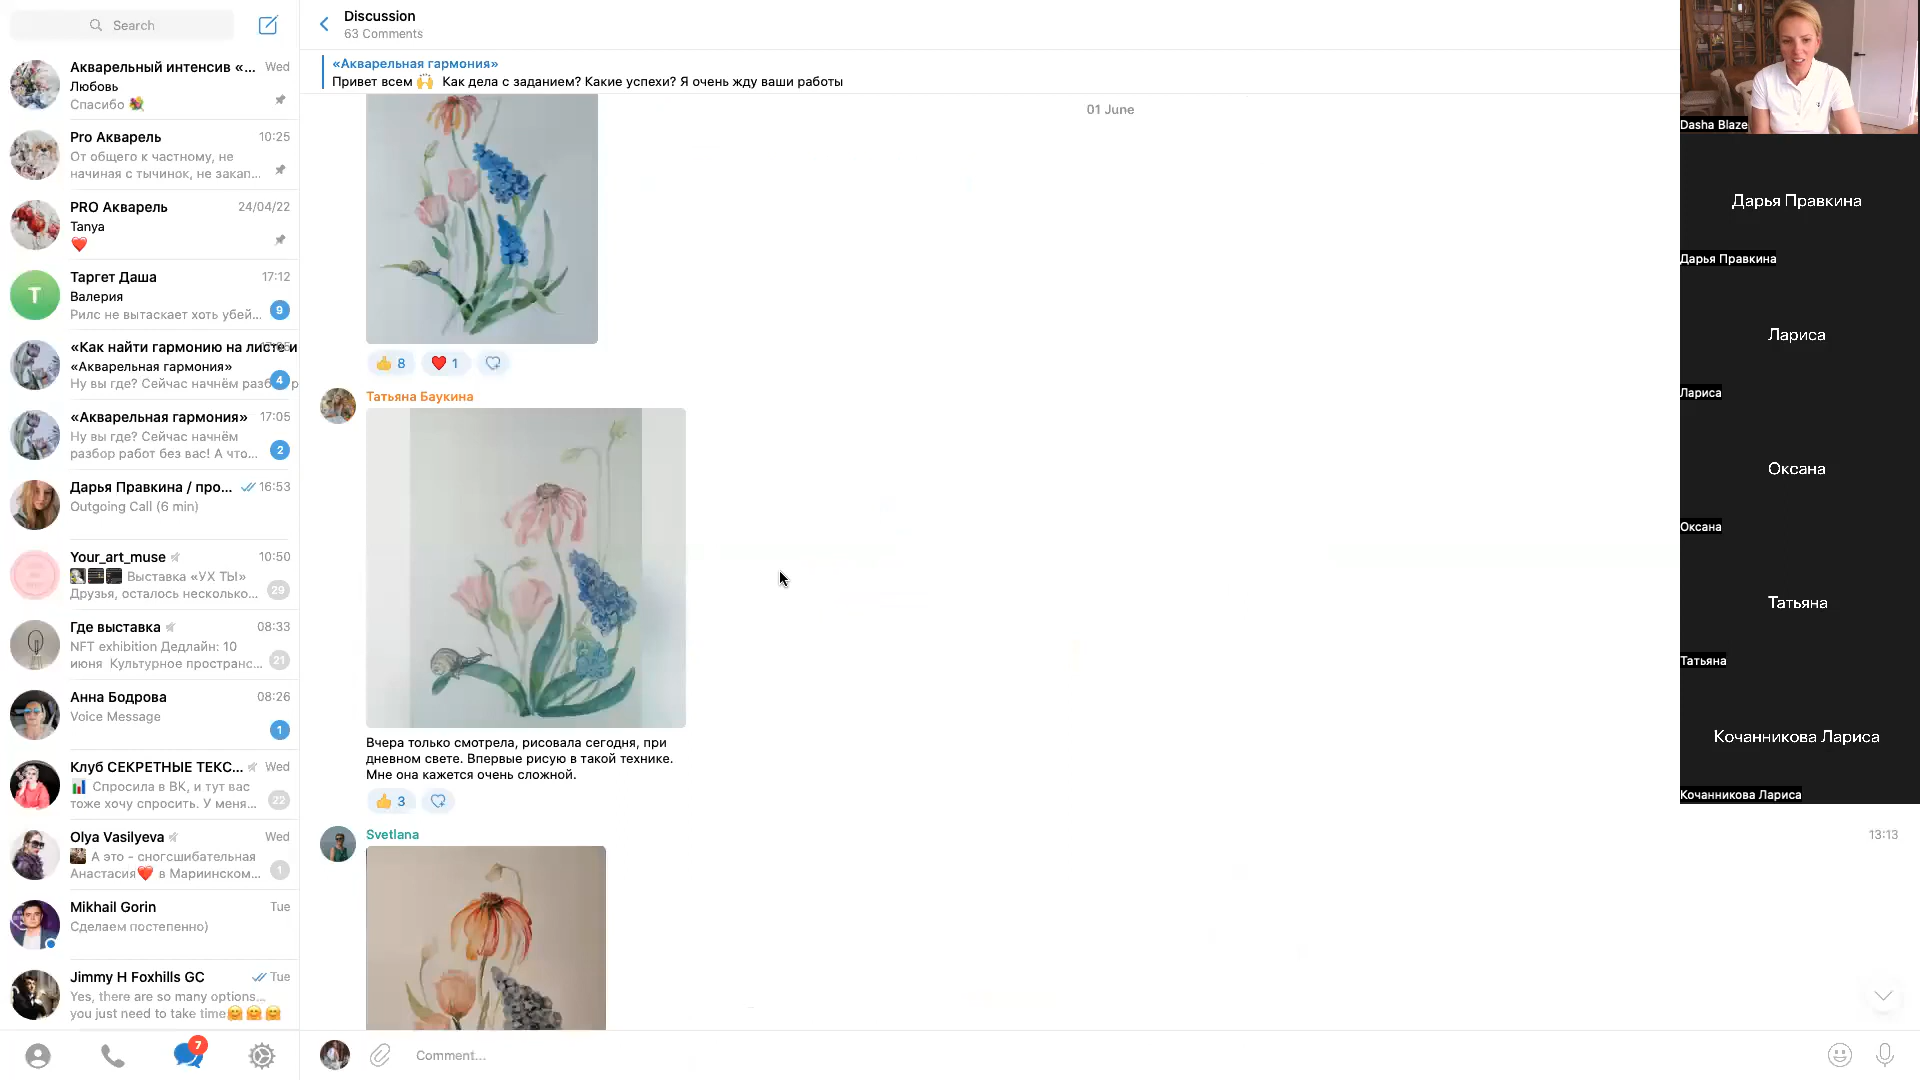 Search
Акварельный интенсив «...
Wed
Любовь
Спасибо
Pro Акварель
10:25
От общего к частному, не
начиная с тычинок, не закап...
PRO Акварель
24/04/22
Tanya
Таргет Даша
17:12
Валерия
Рилс не вытаскает хоть убей...
9
«Как найти гармонию на листе и
«Акварельная гармония»
Ну вы где? Сейчас начнём
4
«Акварельная гармония»
17:05
Ну вы где? Сейчас начнём
разбор работ без вас! А что...
2
Дарья Правкина / про...
16:53
Outgoing Call (6 min)
Your_art_muse
10:50
Выставка «УХ ТЫ»
Друзья, осталось несколько...
29
Где выставка
08:33
NFT exhibition Дедлайн: 10
июня Культурное пространс...
21
Анна Бодрова
08:26
Voice Message
1
Клуб СЕКРЕТНЫЕ ТЕКС...
Wed
Спросила в ВК, и тут вас
тоже хочу спросить. У меня...
22
Olya Vasilyeva
Wed
А это - сногсшибательная
Анастасия в Мариинском...
1
Mikhail Gorin
Tue
Сделаем постепенно)
Jimmy H Foxhills GC
Tue
Yes, there are so many options...
you just need to take time
7
Discussion
63 Comments
«Акварельная гармония»
Привет всем Как дела с заданием? Какие успехи? Я очень жду ваши работы
01 June
8
1
Татьяна Баукина
Вчера только смотрела, рисовала сегодня, при
дневном свете. Впервые рисую в такой технике.
Мне она кажется очень сложной.
3
Svetlana
13:13
Comment...
Dasha Blaze
Дарья Правкина
Дарья Правкина
Лариса
Лариса
Оксана
Оксана
Татьяна
Татьяна
Кочанникова Лариса
Кочанникова Лариса